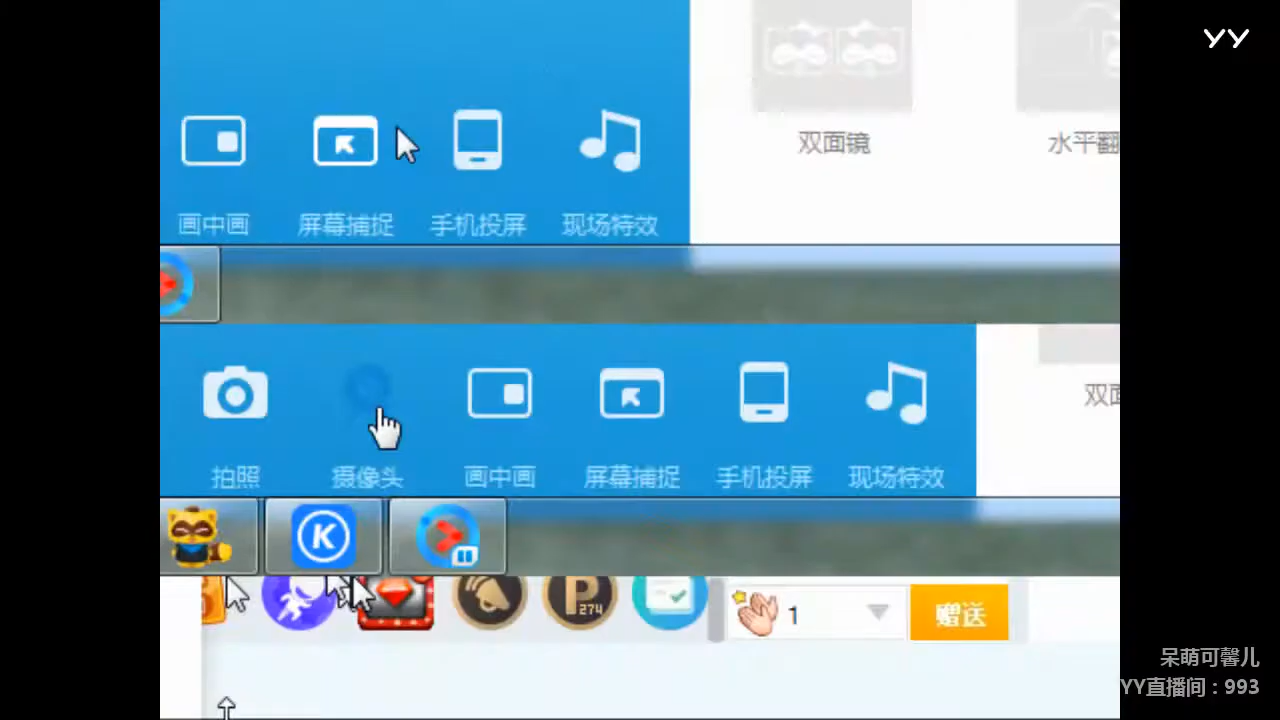 YY
双面镜
水平翻
画中画
屏幕捕捉
手机投屏
现场特效
双面
拍照
摄像头
画中画
屏幕捕捉
手机投屏
现场特效
K
P
274
1
赠送
呆萌可馨儿
YY直播间：993